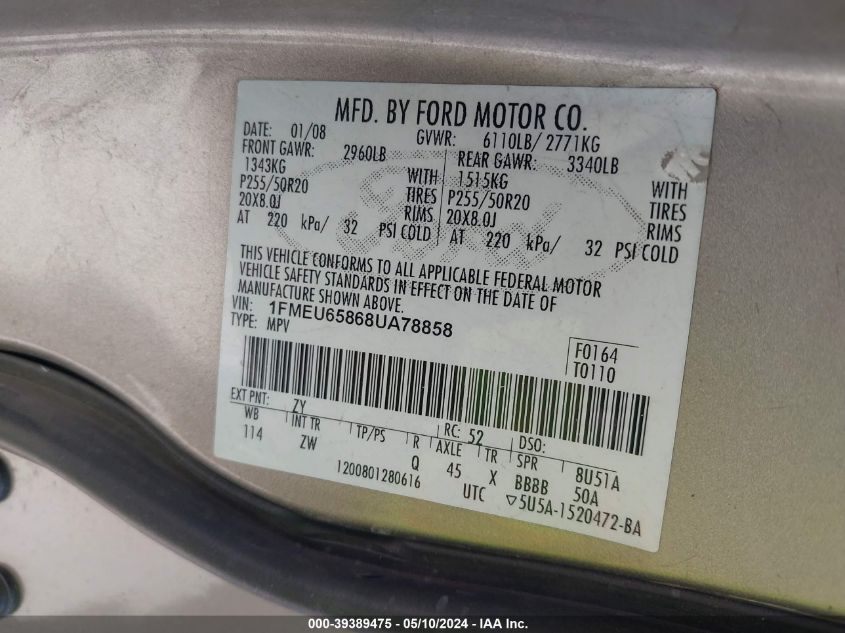 MFD. BY FORD MOTOR CO.
DATE: 01/08 GVWR: 6110LB/ 2771KG
FRONT GAWR: 2960LB REAR GAWR: 3340LB
1343KG WITH 1515KG WITH
P255/50R20 TIRES P255/50R20 TIRES
20X8.0J RIMS 20X8.0J RIMS
AT 220 kPa/ 32 PSI COLD AT 220 kPa/ 32 PSI COLD
THIS VEHICLE CONFORMS TO ALL APPLICABLE FEDERAL MOTOR
VEHICLE SAFETY STANDARDS IN EFFECT ON THE DATE OF
MANUFACTURE SHOWN ABOVE.
VIN: 1FMEU65868UA78858
TYPE: MPV
F0164
T0110
EXT PNT: ZY RC: 52 DSO:
WB INT TR TP/PS R AXLE TR SPR 8U51A
114 ZW Q 45 X BBBB 50A
1200801280616 UTC ▽5U5A-1520472-BA
000-39389475 - 05/10/2024 - IAA Inc.